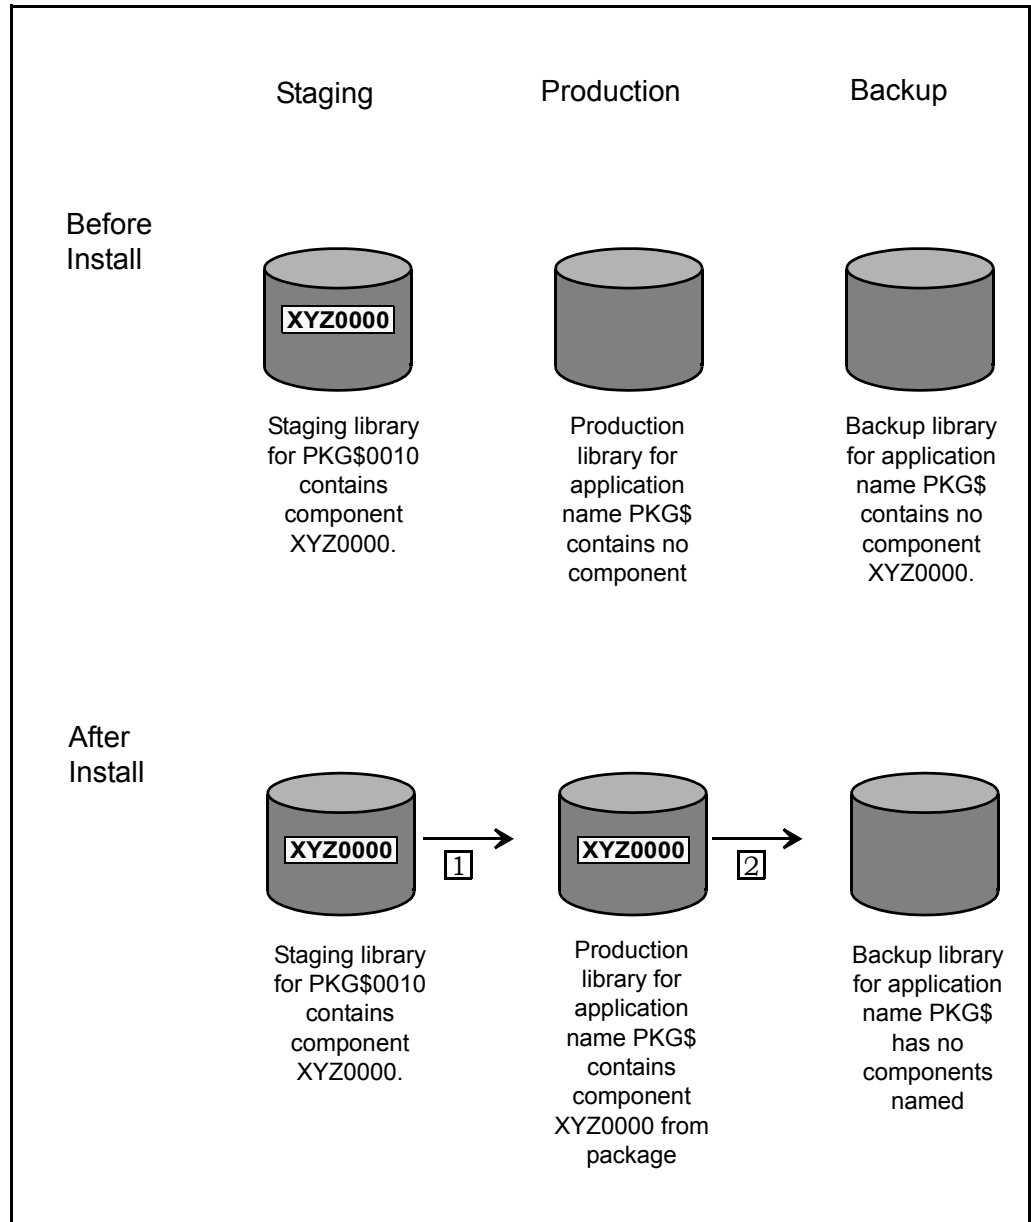 Staging
Production
Backup
Before
Install
XYZ0000
Staging library
for PKG$0010
contains
component
XYZ0000.
Production
library for
application
name PKG$
contains no
component
Backup library
for application
name PKG$
contains no
component
XYZ0000.
After
Install
XYZ0000
1
XYZ0000
2
Staging library
for PKG$0010
contains
component
XYZ0000.
Production
library for
application
name PKG$
contains
component
XYZ0000 from
package
Backup library
for application
name PKG$
has no
components
named